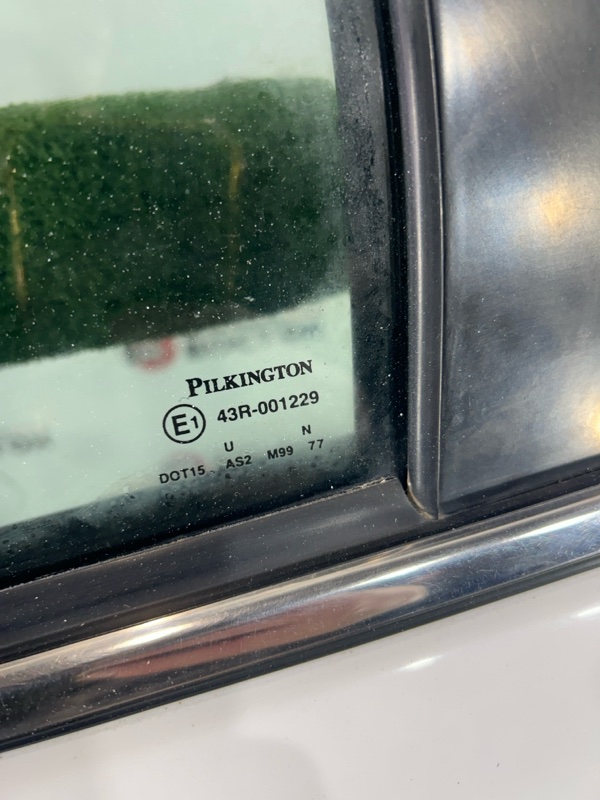 PILKINGTON
E1 43R-001229
U N
DOT15 AS2 M99 77